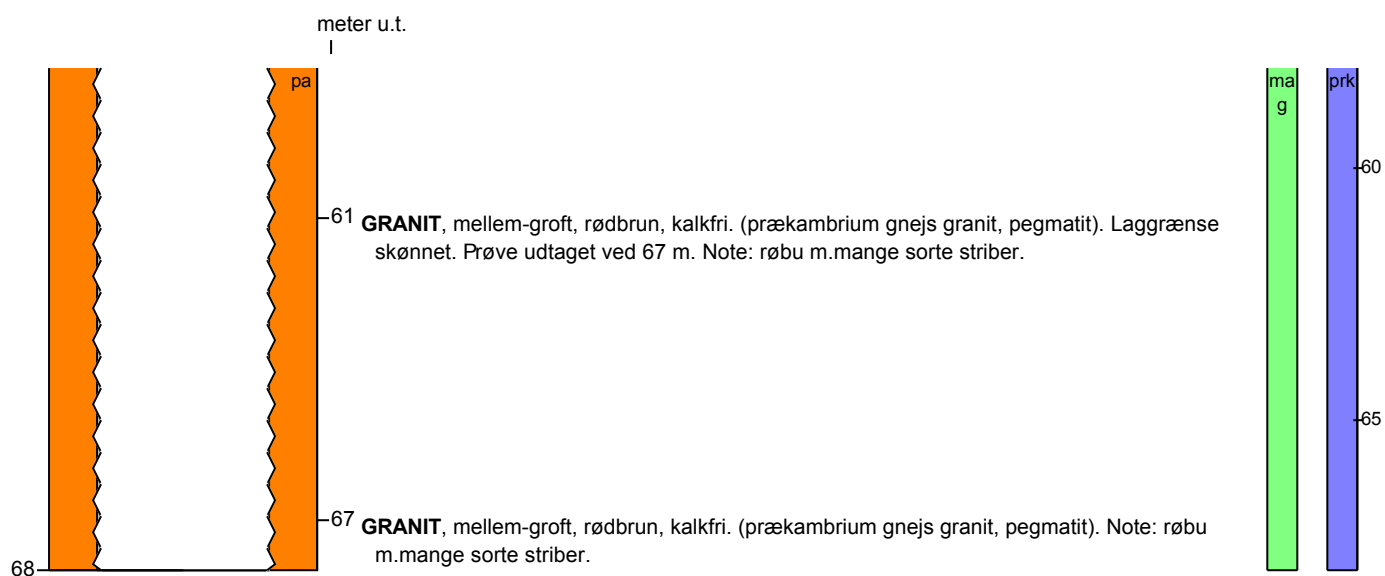 meter u.t.
pa
ma
g
prk
60
61 GRANIT, mellem-groft, rødbrun, kalkfri. (prækambrium gnejs granit, pegmatit). Laggrænse
skønnet. Prøve udtaget ved 67 m. Note: røbu m.mange sorte striber.
65
67 GRANIT, mellem-groft, rødbrun, kalkfri. (prækambrium gnejs granit, pegmatit). Note: røbu
m.mange sorte striber.
68